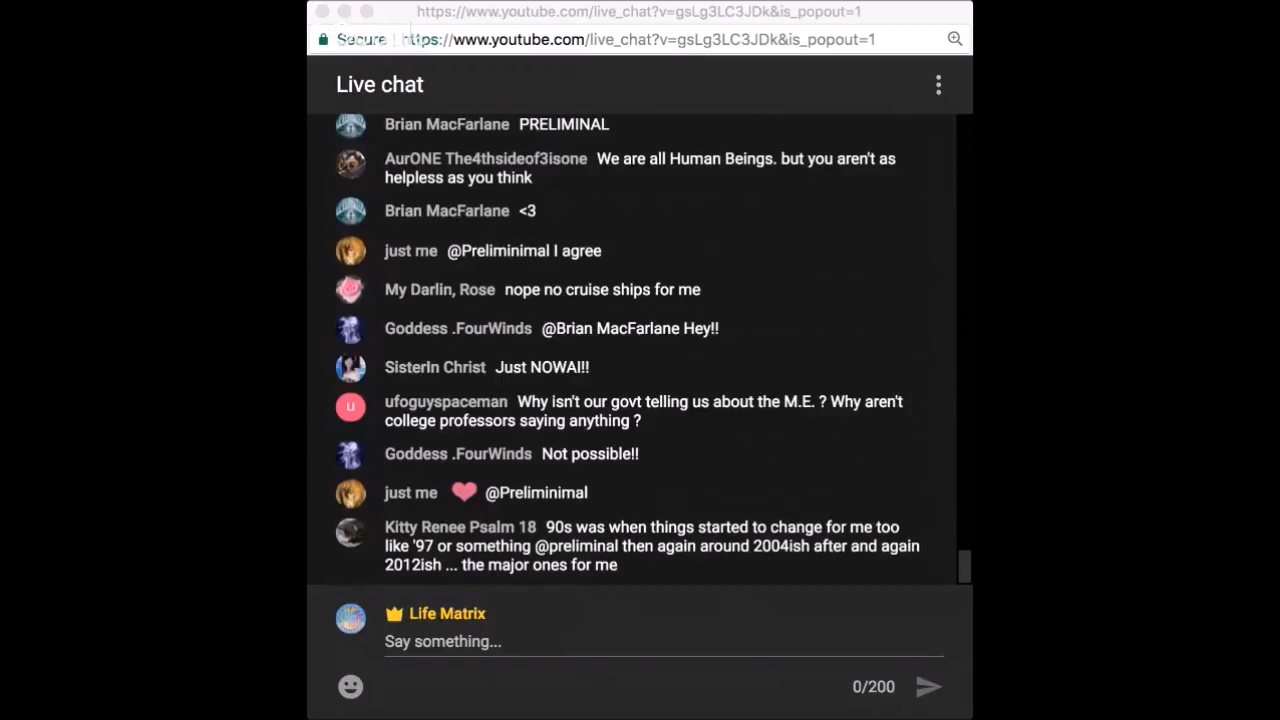 https://www.youtube.com/live_chat?v=gsLg3LC3JDk&is_popout=1
Secure https://www.youtube.com/live_chat?v=gsLg3LC3JDk&is_popout=1
Live chat
Brian MacFarlane PRELIMINAL
AurONE The4thsideof3isone We are all Human Beings. but you aren't as
helpless as you think
Brian MacFarlane <3
just me @Preliminimal I agree
My Darlin, Rose nope no cruise ships for me
Goddess .FourWinds @Brian MacFarlane Hey!!
SisterIn Christ Just NOWAI!!
ufoguyspaceman Why isn't our govt telling us about the M.E. ? Why aren't
college professors saying anything ?
U
Goddess .FourWinds Not possible!!
just me @Preliminimal
Kitty Renee Psalm 18 90s was when things started to change for me too
like '97 or something @preliminal then again around 2004ish after and again
2012ish ... the major ones for me
Life Matrix
Say something...
0/200